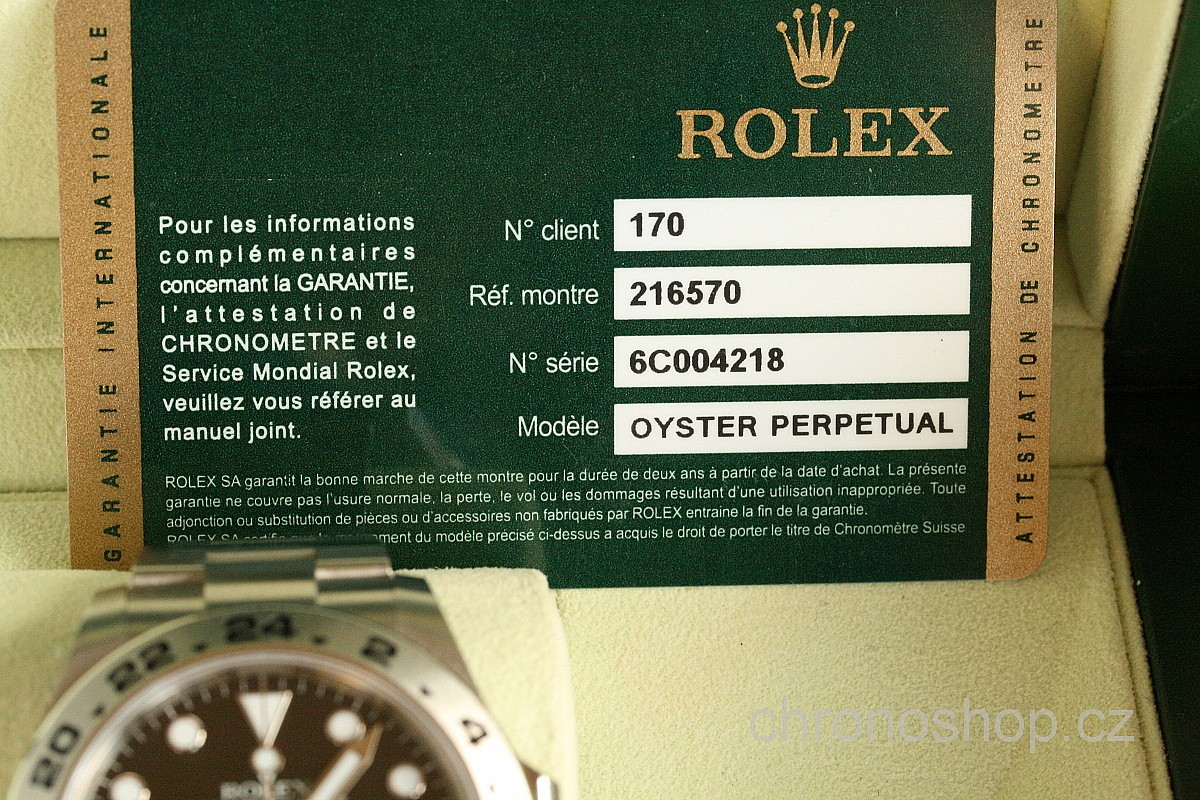 GARANTIE INTERNATIONALE
ROLEX
Pour les informations
complémentaires
concernant la GARANTIE,
l'attestation de
CHRONOMETRE et le
Service Mondial Rolex,
veuillez vous référer au
manuel joint.
N° client 170
Réf. montre 216570
N° série 6C004218
Modèle OYSTER PERPETUAL
ROLEX SA garantit la bonne marche de cette montre pour la durée de deux ans à partir de la date d'achat. La présente
garantie ne couvre pas l'usure normale, la perte, le vol ou les dommages résultant d'une utilisation inappropriée. Toute
adjonction ou substitution de pièces ou d'accessoires non fabriqués par ROLEX entraine la fin de la garantie.
ROLEX SA du modèle précisé ci-dessus a acquis le droit de porter le titre de Chronomètre Suisse
ATTESTATION DE CHRONOMETRE
20 22 24 2 4
ROLEX
chronoshop.cz